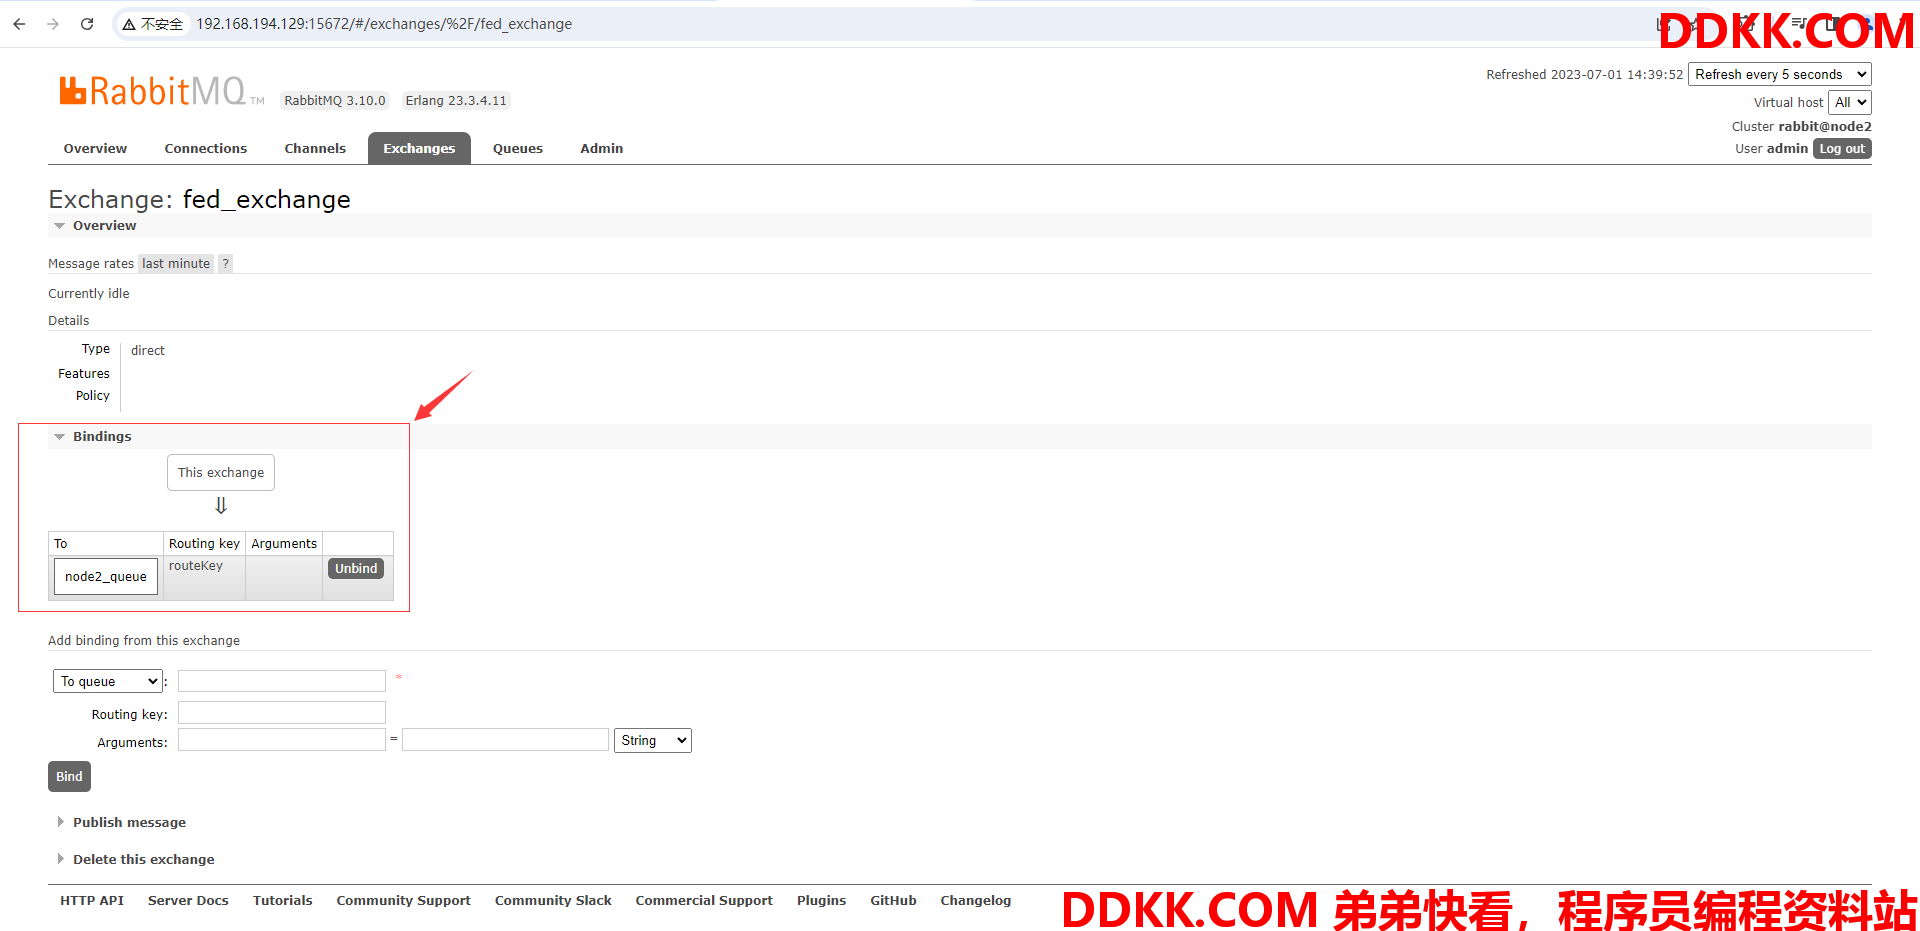 不安全 192.168.194.129:15672/#/exchanges/%2F/fed_exchange
DDKK.COM
RabbitMQ TM RabbitMQ 3.10.0 Erlang 23.3.4.11
Refreshed 2023-07-01 14:39:52 Refresh every 5 seconds
Virtual host All
Cluster rabbit@node2
User admin Log out
Overview Connections Channels Exchanges Queues Admin
Exchange: fed_exchange
Overview
Message rates last minute ?
Currently idle
Details
Type direct
Features
Policy
Bindings
This exchange
⇓
To Routing key Arguments
node2_queue routeKey Unbind
Add binding from this exchange
To queue : *
Routing key:
Arguments: = String
Bind
Publish message
Delete this exchange
HTTP API Server Docs Tutorials Community Support Community Slack Commercial Support Plugins GitHub Changelog
DDKK.COM 弟弟快看，程序员编程资料站